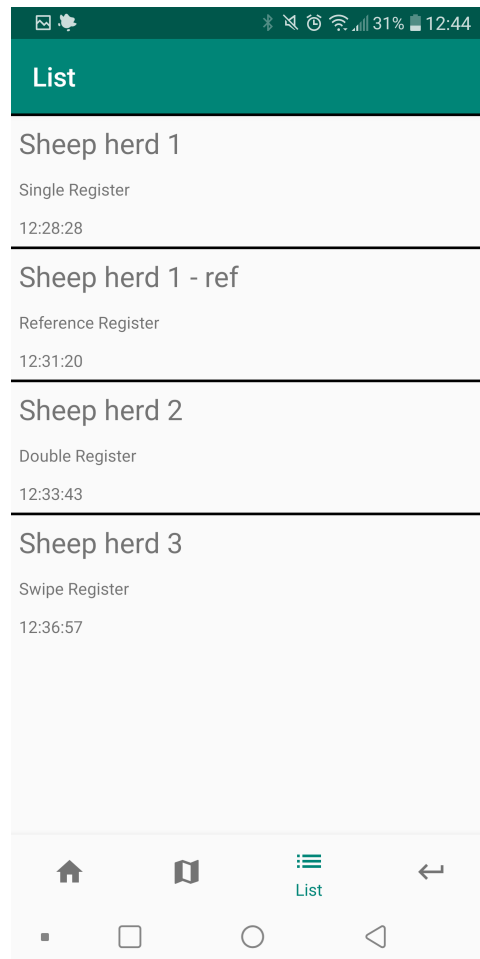 31% 12:44
List
Sheep herd 1
Single Register
12:28:28
Sheep herd 1 - ref
Reference Register
12:31:20
Sheep herd 2
Double Register
12:33:43
Sheep herd 3
Swipe Register
12:36:57
List